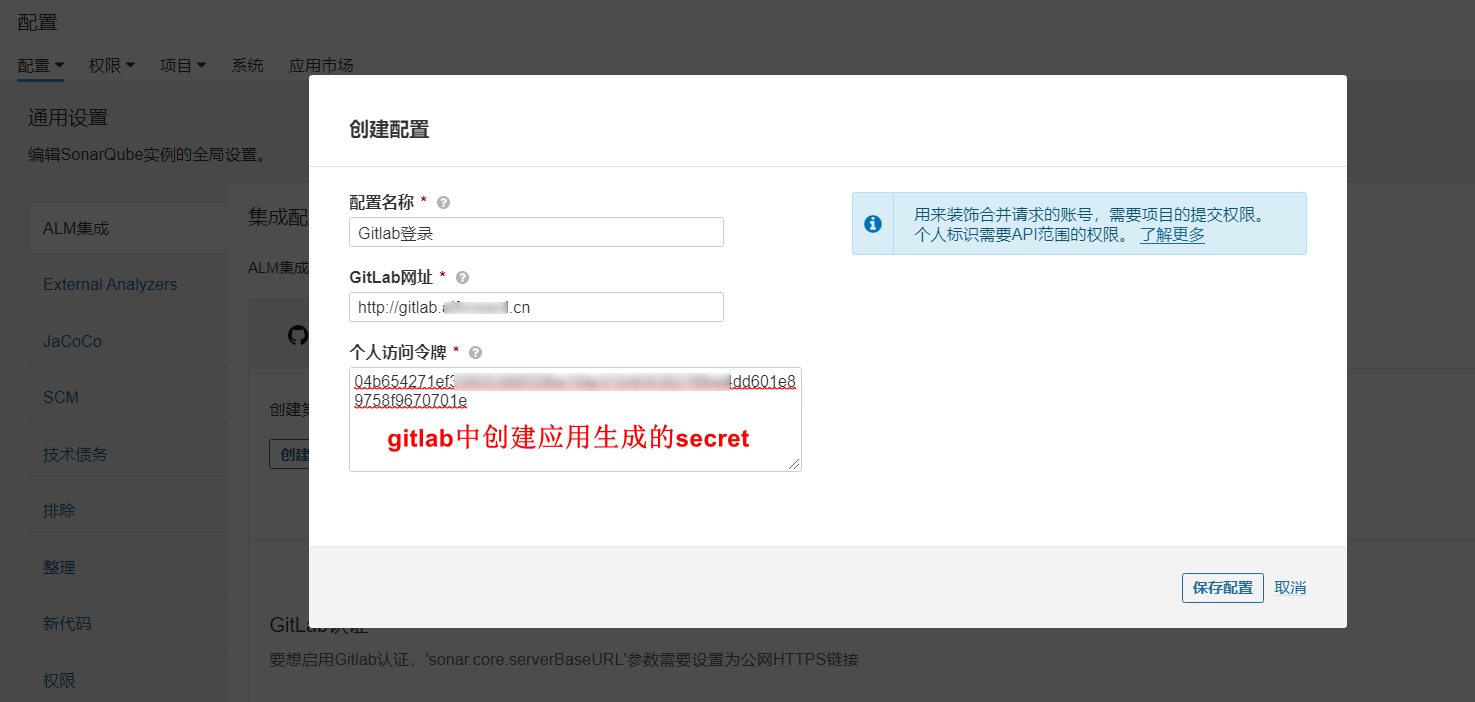 配置
配置 权限 项目 系统 应用市场
通用设置
编辑SonarQube实例的全局设置。
ALM集成
External Analyzers
JaCoCo
SCM
技术债务
排除
整理
新代码
权限
集成配
ALM集成
创建
创建
创建配置
配置名称 *
Gitlab登录
GitLab网址 *
http://gitlab. .cn
个人访问令牌 *
04b654271ef dd601e8
9758f9670701e
gitlab中创建应用生成的secret
用来装饰合并请求的账号，需要项目的提交权限。
个人标识需要API范围的权限。 了解更多
保存配置 取消
GitLab认证
要想启用Gitlab认证，'sonar.core.serverBaseURL'参数需要设置为公网HTTPS链接